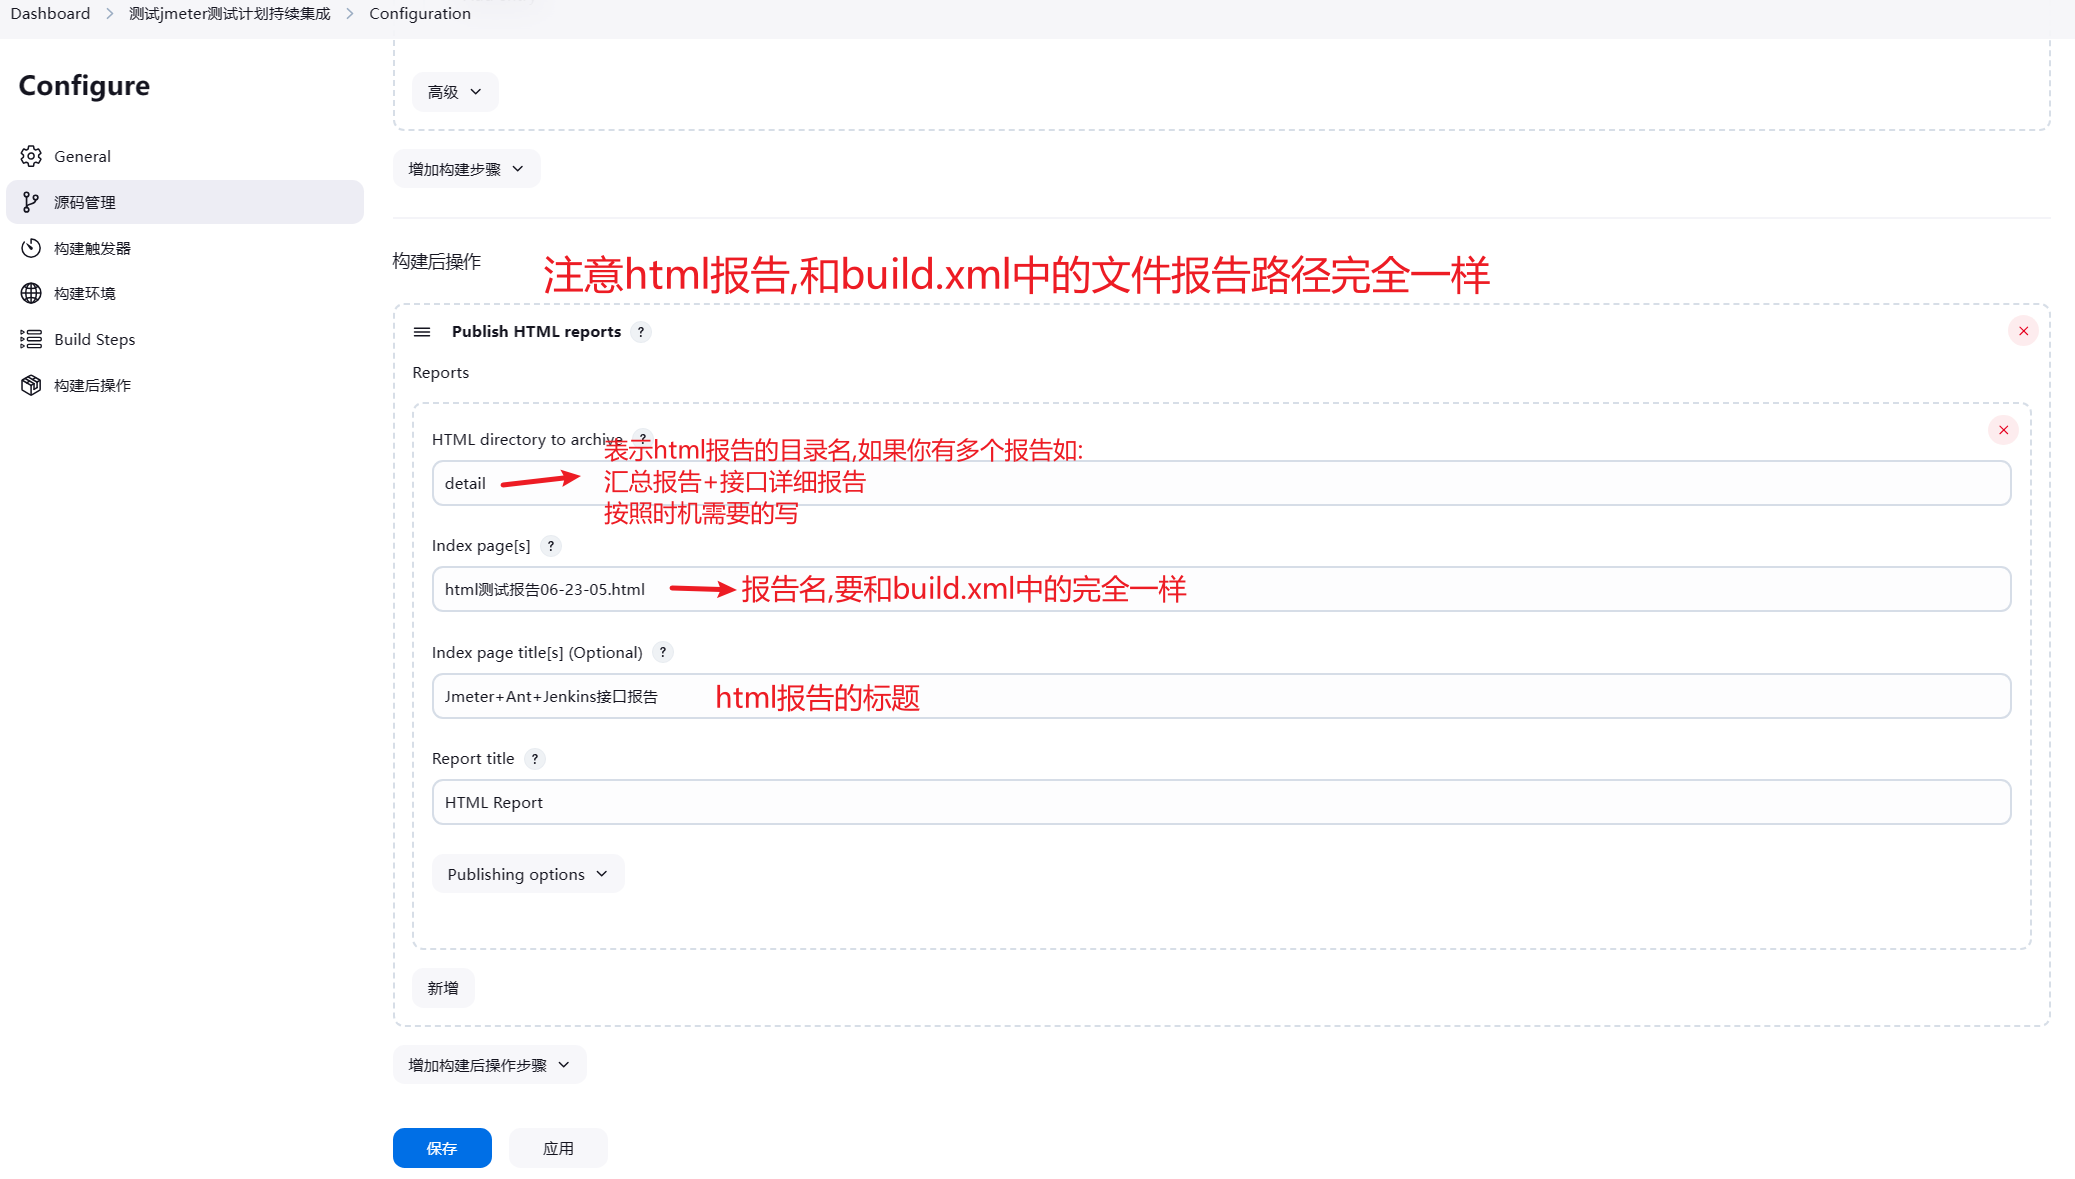 Dashboard > 测试jmeter测试计划持续集成 > Configuration
Configure
General
源码管理
构建触发器
构建环境
Build Steps
构建后操作
高级
增加构建步骤
构建后操作
注意html报告,和build.xml中的文件报告路径完全一样
Publish HTML reports ?
Reports
HTML directory to archive ?
表示html报告的目录名,如果你有多个报告如:
detail
汇总报告+接口详细报告
按照时机需要的写
Index page[s] ?
html测试报告06-23-05.html
报告名,要和build.xml中的完全一样
Index page title[s] (Optional) ?
Jmeter+Ant+Jenkins接口报告
html报告的标题
Report title ?
HTML Report
Publishing options
新增
增加构建后操作步骤
保存
应用